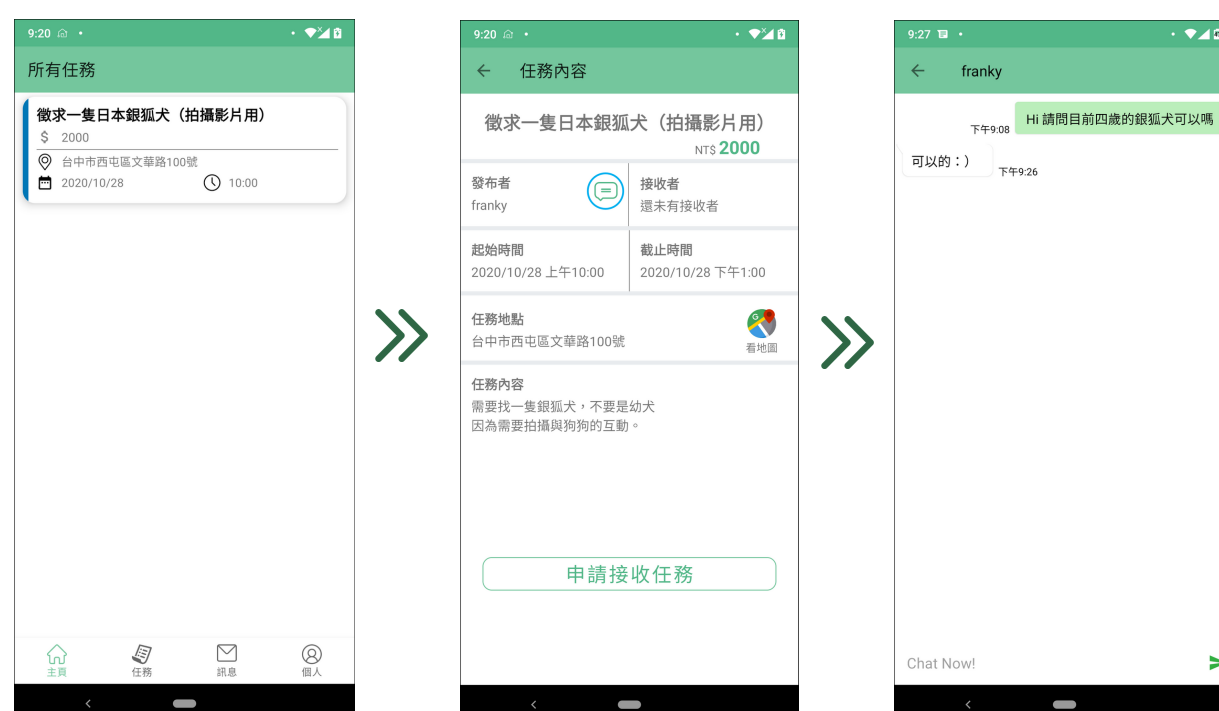 9:20
所有任務
徵求一隻日本銀狐犬（拍攝影片用）
$ 2000
台中市西屯區文華路100號
2020/10/28 10:00
主頁 任務 訊息 個人
9:20
任務內容
徵求一隻日本銀狐犬（拍攝影片用）
NT$ 2000
發布者 接收者
franky 還未有接收者
起始時間 截止時間
2020/10/28 上午10:00 2020/10/28 下午1:00
任務地點
台中市西屯區文華路100號
看地圖
任務內容
需要找一隻銀狐犬，不要是幼犬
因為需要拍攝與狗狗的互動。
申請接收任務
9:27
franky
下午9:08 Hi 請問目前四歲的銀狐犬可以嗎
可以的：） 下午9:26
Chat Now!